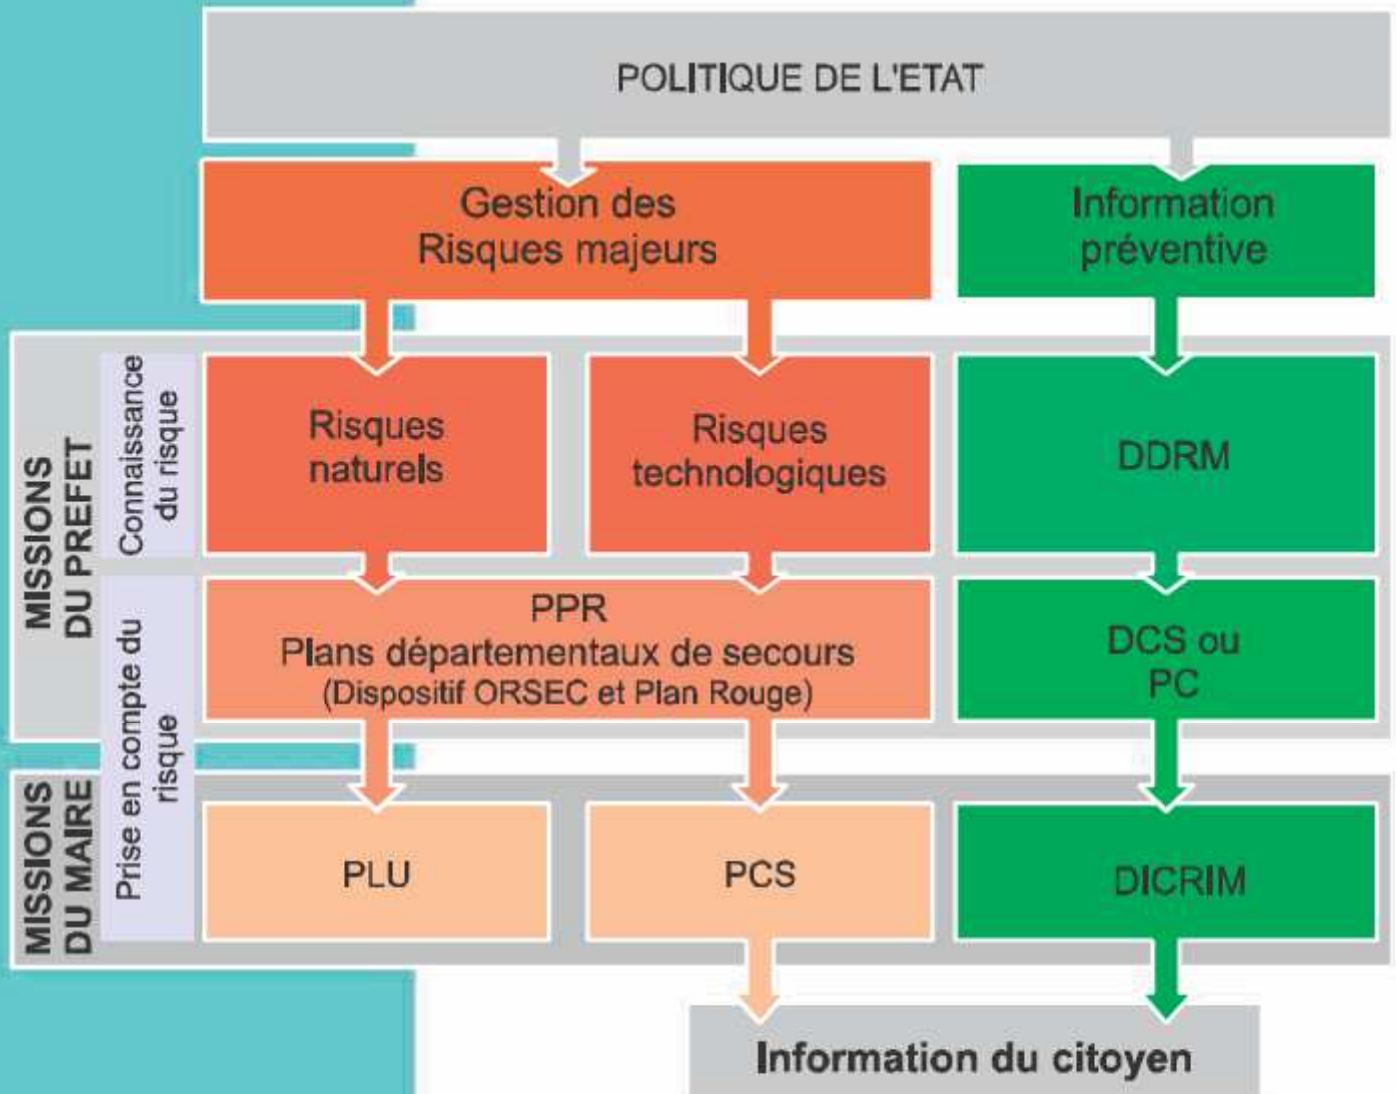 POLITIQUE DE L'ETAT
Gestion des
Risques majeurs
Information
préventive
MISSIONS
DU PREFET
Connaissance
du risque
Risques
naturels
Risques
technologiques
DDRM
Prise en compte du
risque
PPR
Plans départementaux de secours
(Dispositif ORSEC et Plan Rouge)
DCS ou
PC
MISSIONS
DU MAIRE
PLU
PCS
DICRIM
Information du citoyen